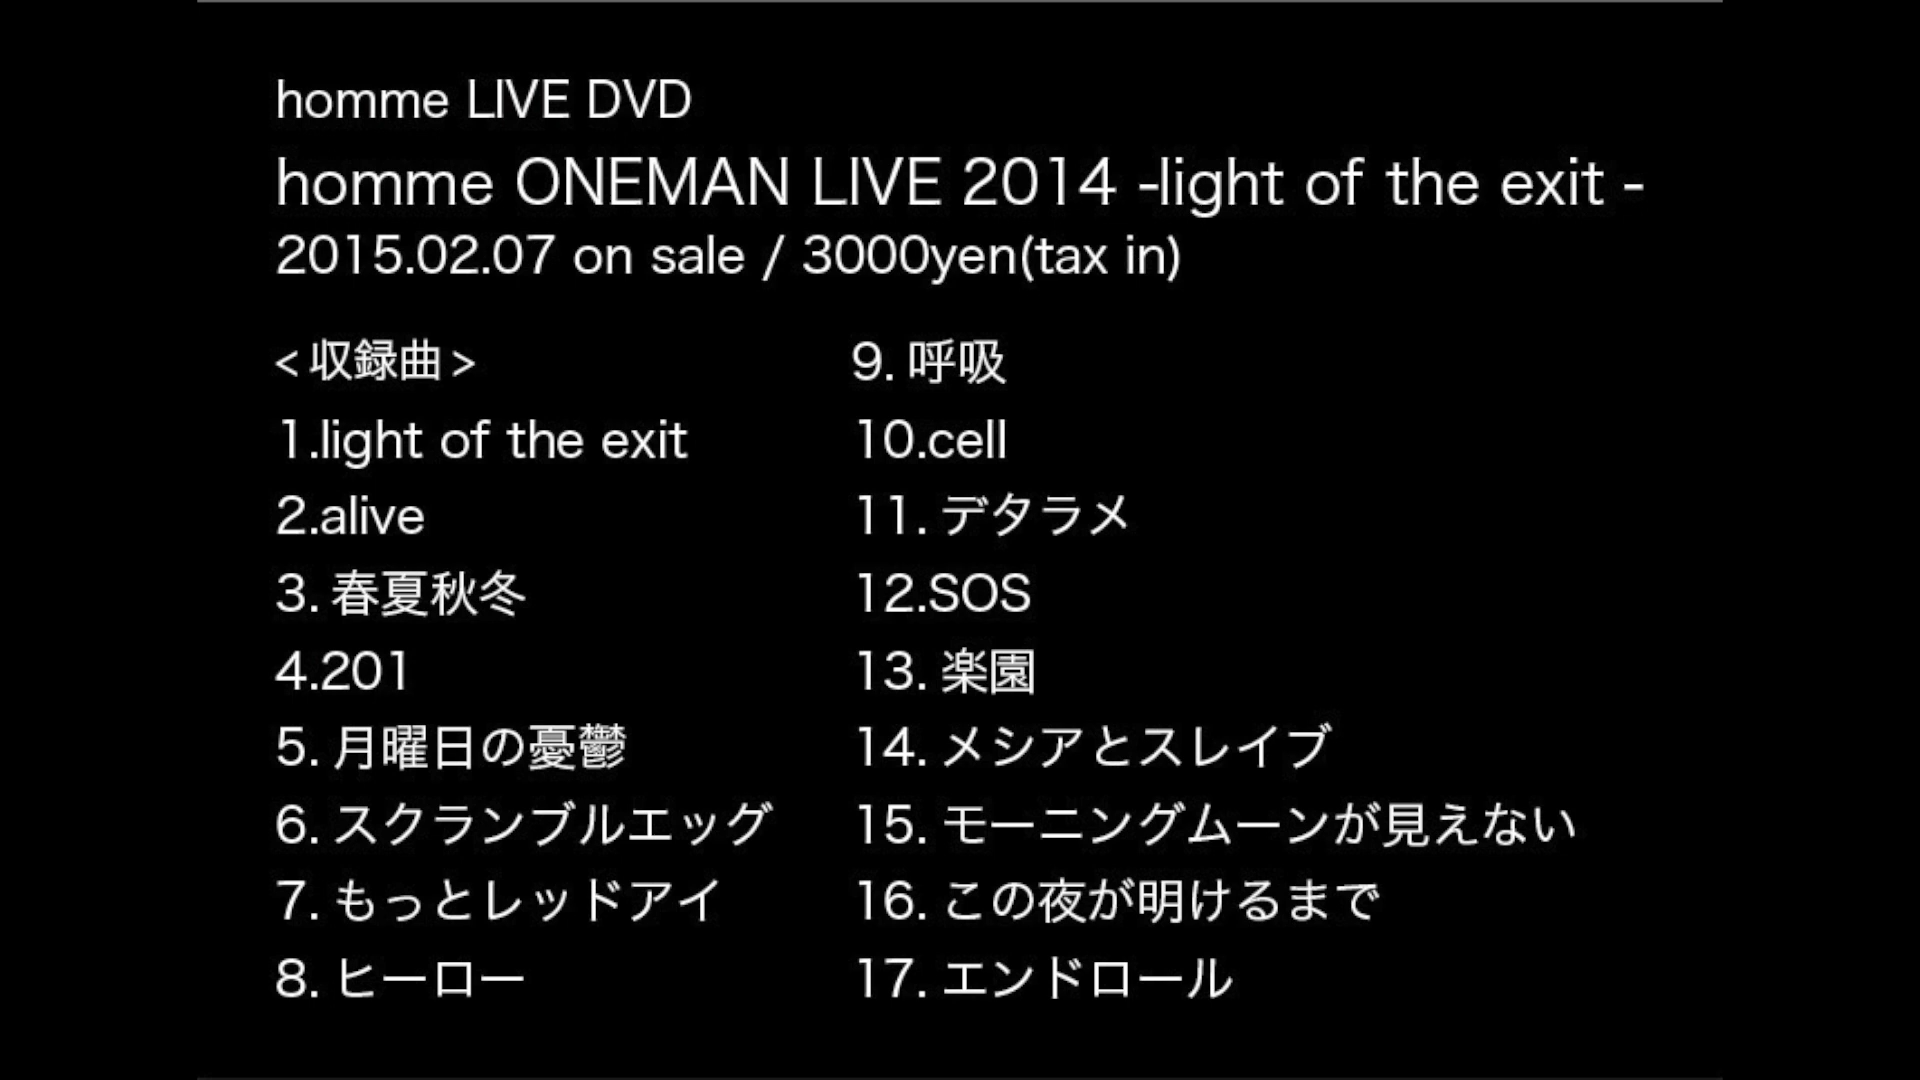 homme LIVE DVD
homme ONEMAN LIVE 2014 -light of the exit -
2015.02.07 on sale / 3000yen(tax in)
<収録曲>
1.light of the exit
2.alive
3. 春夏秋冬
4.201
5. 月曜日の憂鬱
6. スクランブルエッグ
7. もっとレッドアイ
8. ヒーロー
9. 呼吸
10.cell
11. デタラメ
12.SOS
13. 楽園
14. メシアとスレイブ
15. モーニングムーンが見えない
16. この夜が明けるまで
17. エンドロール